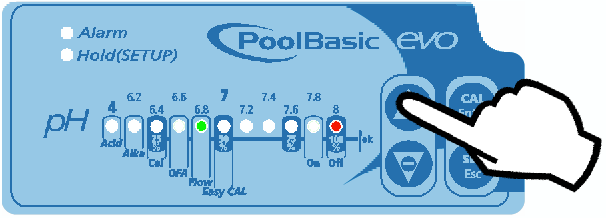 Alarm
Hold(SETUP)
PoolBasic evo
CAL
Esc
pH
4 6.2 6.4 6.6 6.8 7 7.2 7.4 7.6 7.8 8
Acid Alka Cal OFA Flow Easy CAL On Off
ok